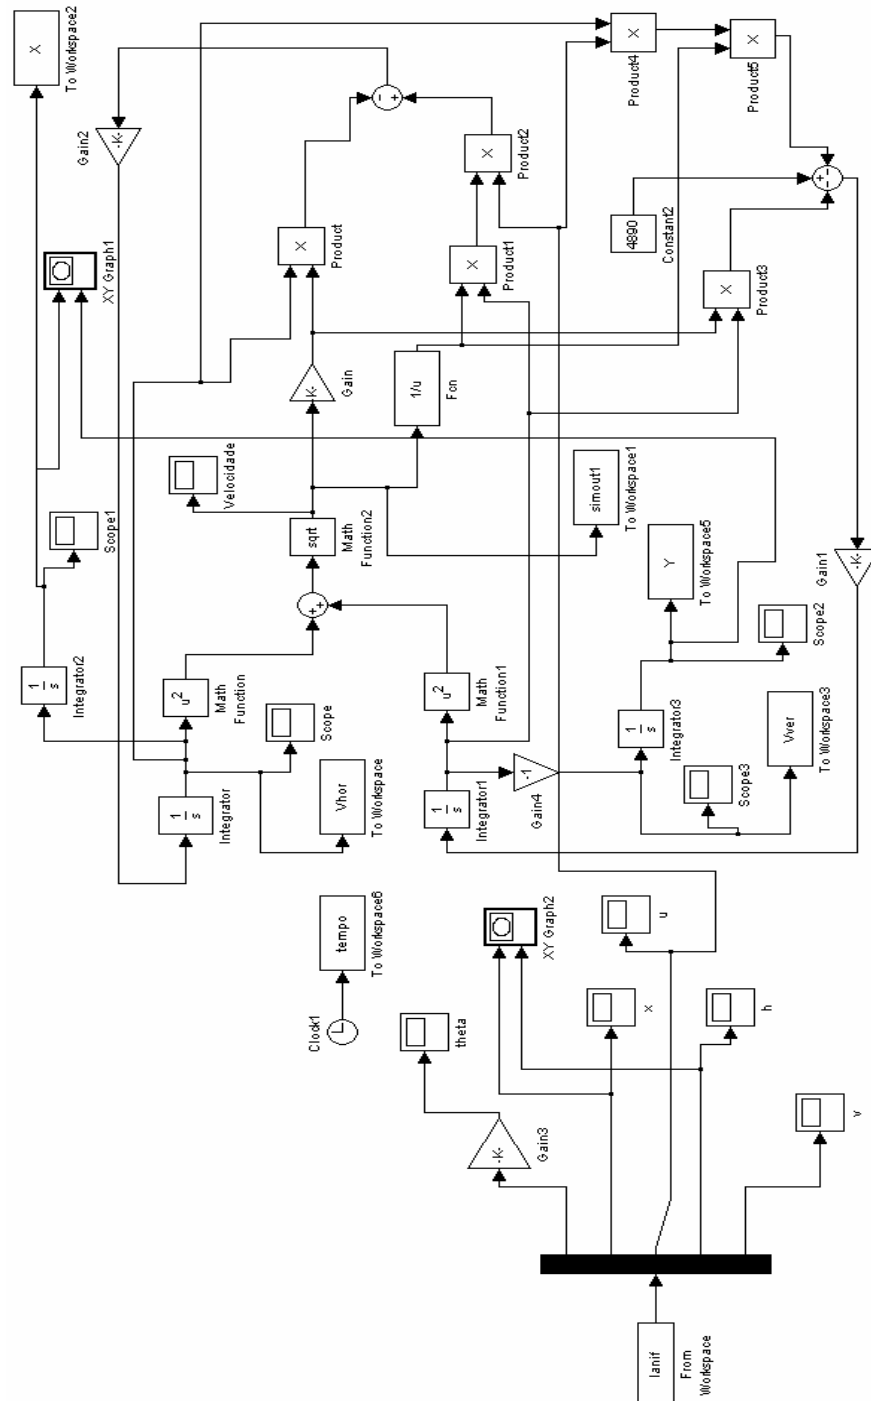 X
To Workspace2
-K-
Gain2
XY Graph1
Scope1
1
s
Integrator2
u²
Math
Function
Scope
1
s
Integrator
Vhor
To Workspace
Velocidade
sqrt
Math
Function2
+
+
-K-
Gain
1/u
Fcn
X
Product
−
+
X
Product2
X
Product1
X
Product4
X
Product5
4890
Constant2
+
−
−
X
Product3
simout1
To Workspace1
u²
Math
Function1
1
s
Integrator1
-1
Gain4
Y
To Workspace5
Scope2
1
s
Integrator3
Scope3
Vver
To Workspace3
-K-
Gain1
tempo
To Workspace6
Clock1
theta
-K-
Gain3
XY Graph2
u
x
h
v
lanif
From
Workspace